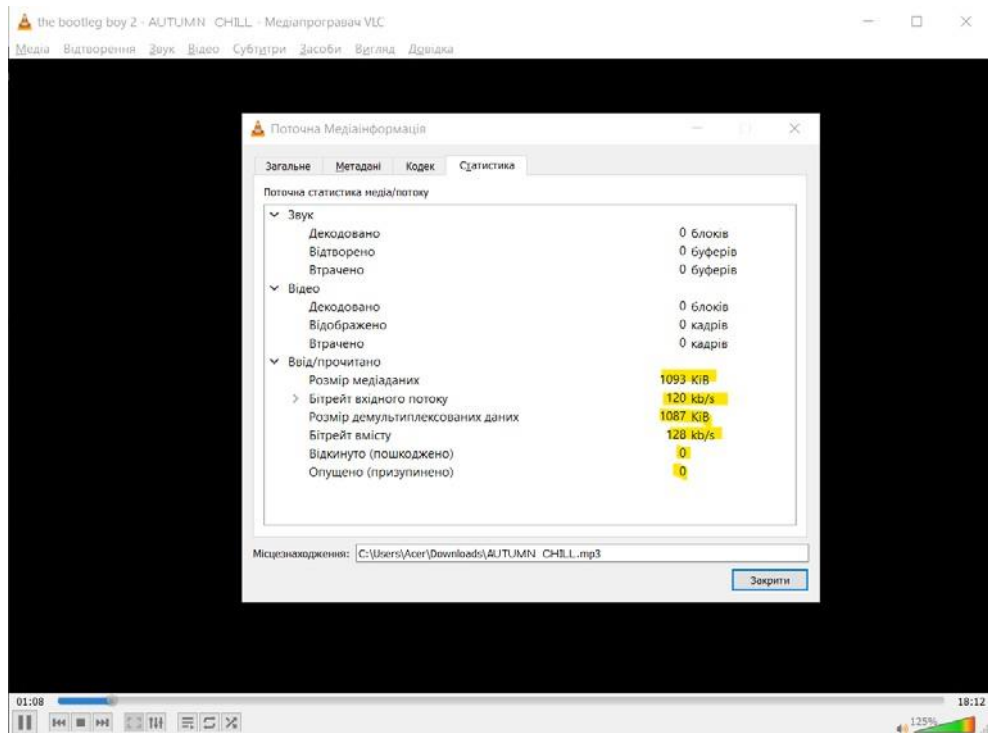 the bootleg boy 2 - AUTUMN CHILL - Медіапрогравач VLC
Медіа Відтворення Звук Відео Субтитри Засоби Вигляд Довідка
Поточна Медіаінформація
Загальне Метадані Кодек Статистика
Поточна статистика медіа/потоку
Звук
Декодовано 0 блоків
Відтворено 0 буферів
Втрачено 0 буферів
Відео
Декодовано 0 блоків
Відображено 0 кадрів
Втрачено 0 кадрів
Ввід/прочитано
Розмір медіаданих 1093 KiB
Бітрейт вхідного потоку 120 kb/s
Розмір демультиплексованих даних 1087 KiB
Бітрейт вмісту 128 kb/s
Відкинуто (пошкоджено) 0
Опущено (призупинено) 0
Місцезнаходження: C:\Users\Acer\Downloads\AUTUMN CHILL.mp3
Закрити
01:08 18:12
125%